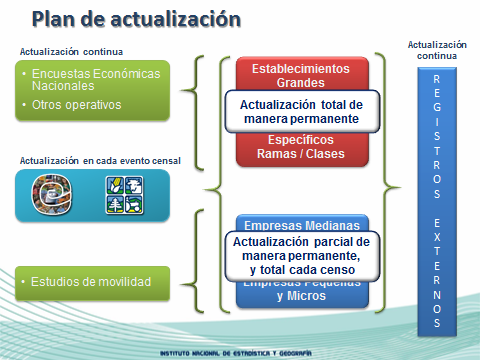 Plan de actualización
Actualización continua
• Encuestas Económicas
Nacionales
• Otros operativos
Actualización en cada evento censal
• Estudios de movilidad
Establecimientos
Grandes
Actualización total de
manera permanente
Específicos
Ramas / Clases
Empresas Medianas
Actualización parcial de
manera permanente,
y total cada censo
Empresas Pequeñas
y Micros
Actualización
continua
REGISTROS EXTERNOS
INSTITUTO NACIONAL DE ESTADÍSTICA Y GEOGRAFÍA